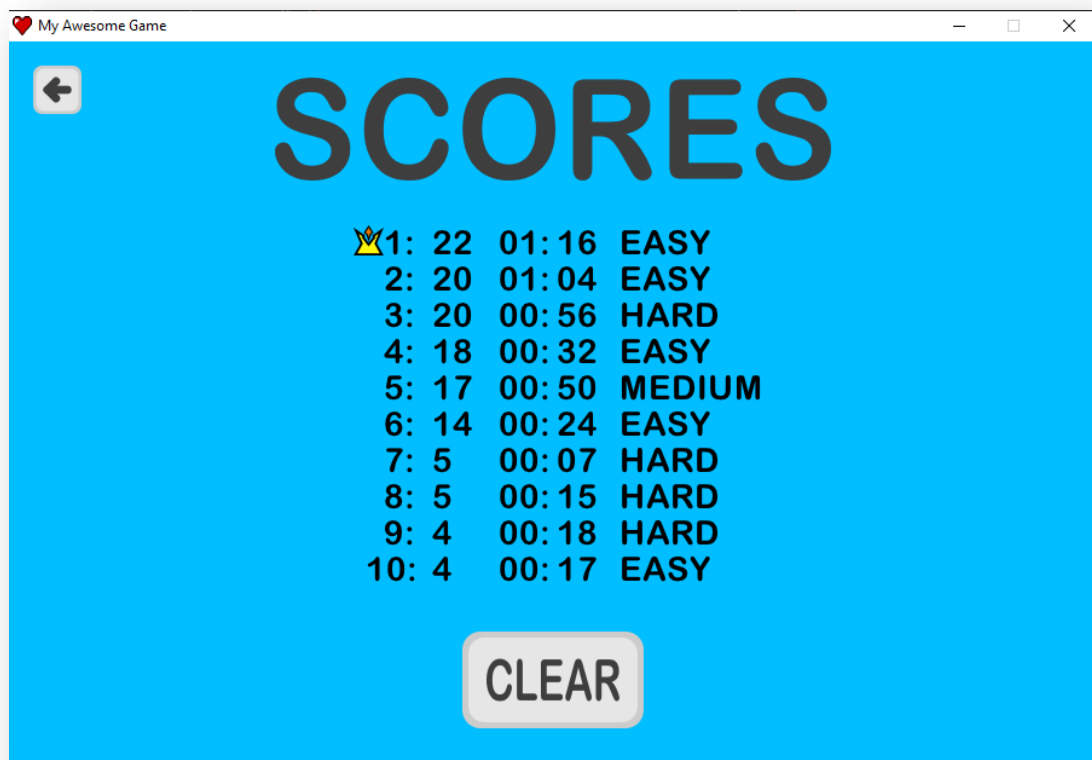 My Awesome Game
SCORES
1: 22 01:16 EASY
2: 20 01:04 EASY
3: 20 00:56 HARD
4: 18 00:32 EASY
5: 17 00:50 MEDIUM
6: 14 00:24 EASY
7: 5 00:07 HARD
8: 5 00:15 HARD
9: 4 00:18 HARD
10: 4 00:17 EASY
CLEAR